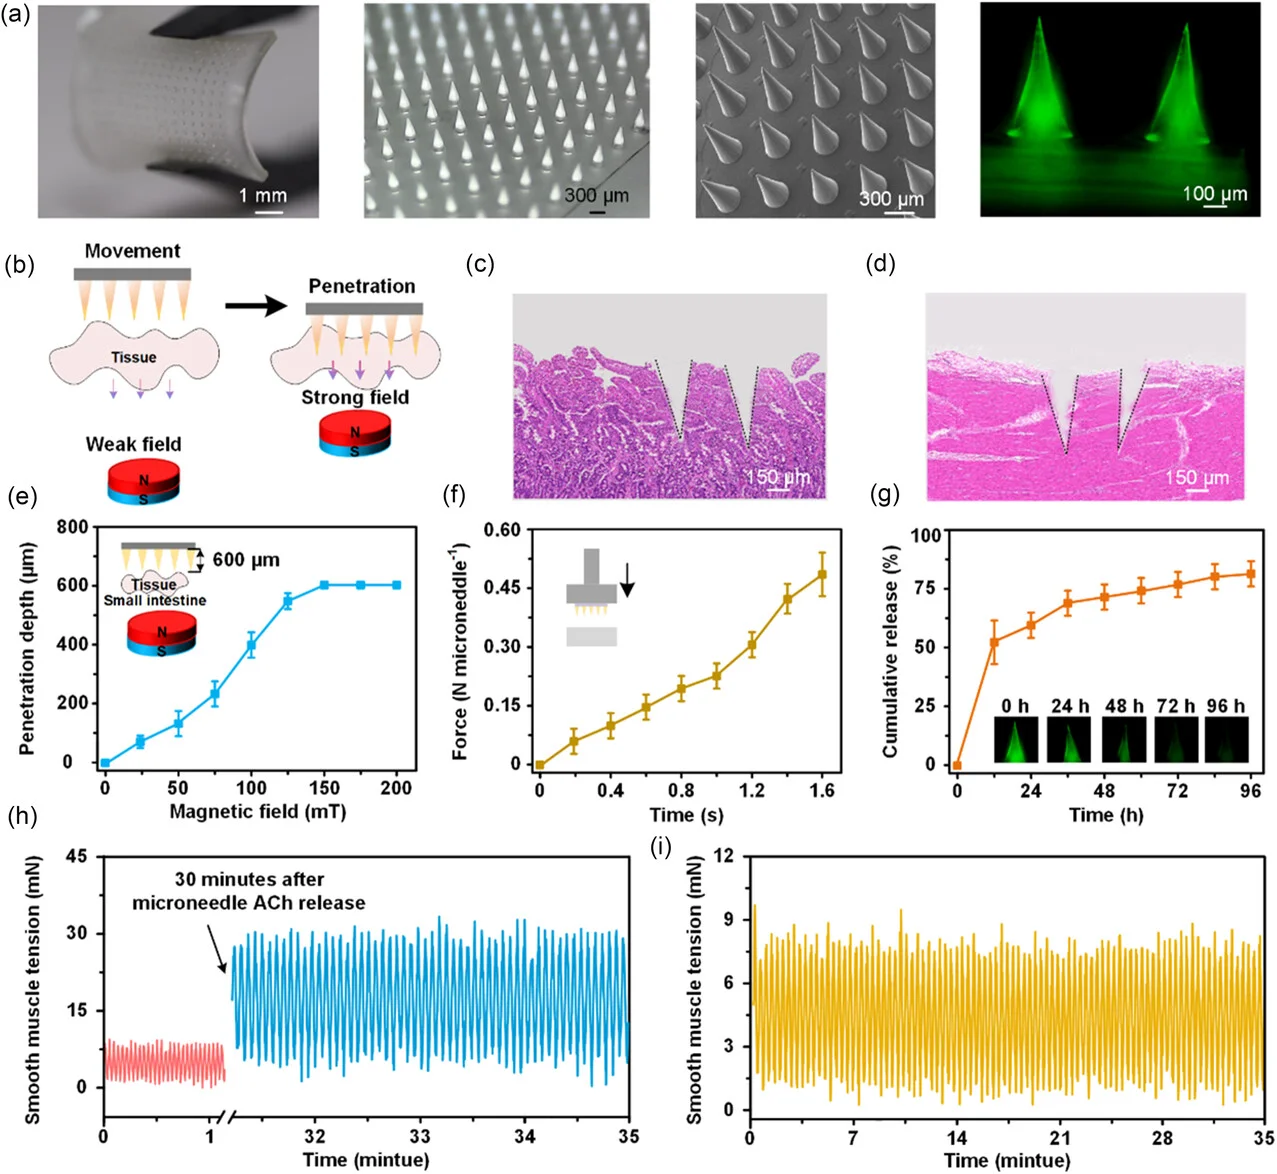 (a)
1 mm
300 µm
300 µm
100 µm
(b)
Movement
Tissue
Weak field
N
S
Penetration
Strong field
N
S
(c)
150 µm
(d)
150 µm
(e)
Penetration depth (µm)
800
600
400
200
0
600 µm
Tissue
Small intestine
N
S
0
50
100
150
200
Magnetic field (mT)
(f)
Force (N microneedle⁻¹)
0.60
0.45
0.30
0.15
0
0
0.4
0.8
1.2
1.6
Time (s)
(g)
Cumulative release (%)
100
75
50
25
0
0 h
24 h
48 h
72 h
96 h
0
24
48
72
96
Time (h)
(h)
Smooth muscle tension (mN)
45
30
15
0
30 minutes after
microneedle ACh release
0
1
32
33
34
35
Time (mintue)
(i)
Smooth muscle tension (mN)
12
9
6
3
0
0
7
14
21
28
35
Time (mintue)